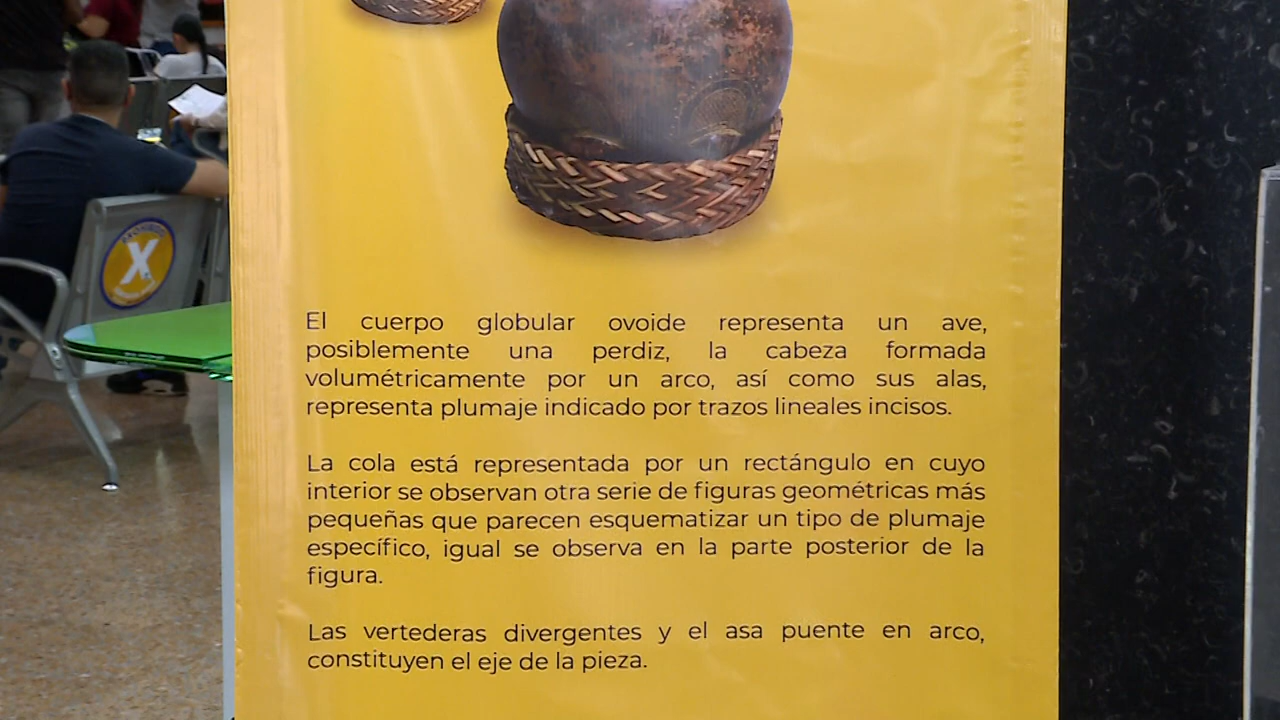 El cuerpo globular ovoide representa un ave,
posiblemente una perdiz, la cabeza formada
volumétricamente por un arco, así como sus alas,
representa plumaje indicado por trazos lineales incisos.
La cola está representada por un rectángulo en cuyo
interior se observan otra serie de figuras geométricas más
pequeñas que parecen esquematizar un tipo de plumaje
específico, igual se observa en la parte posterior de la
figura.
Las vertederas divergentes y el asa puente en arco,
constituyen el eje de la pieza.
X